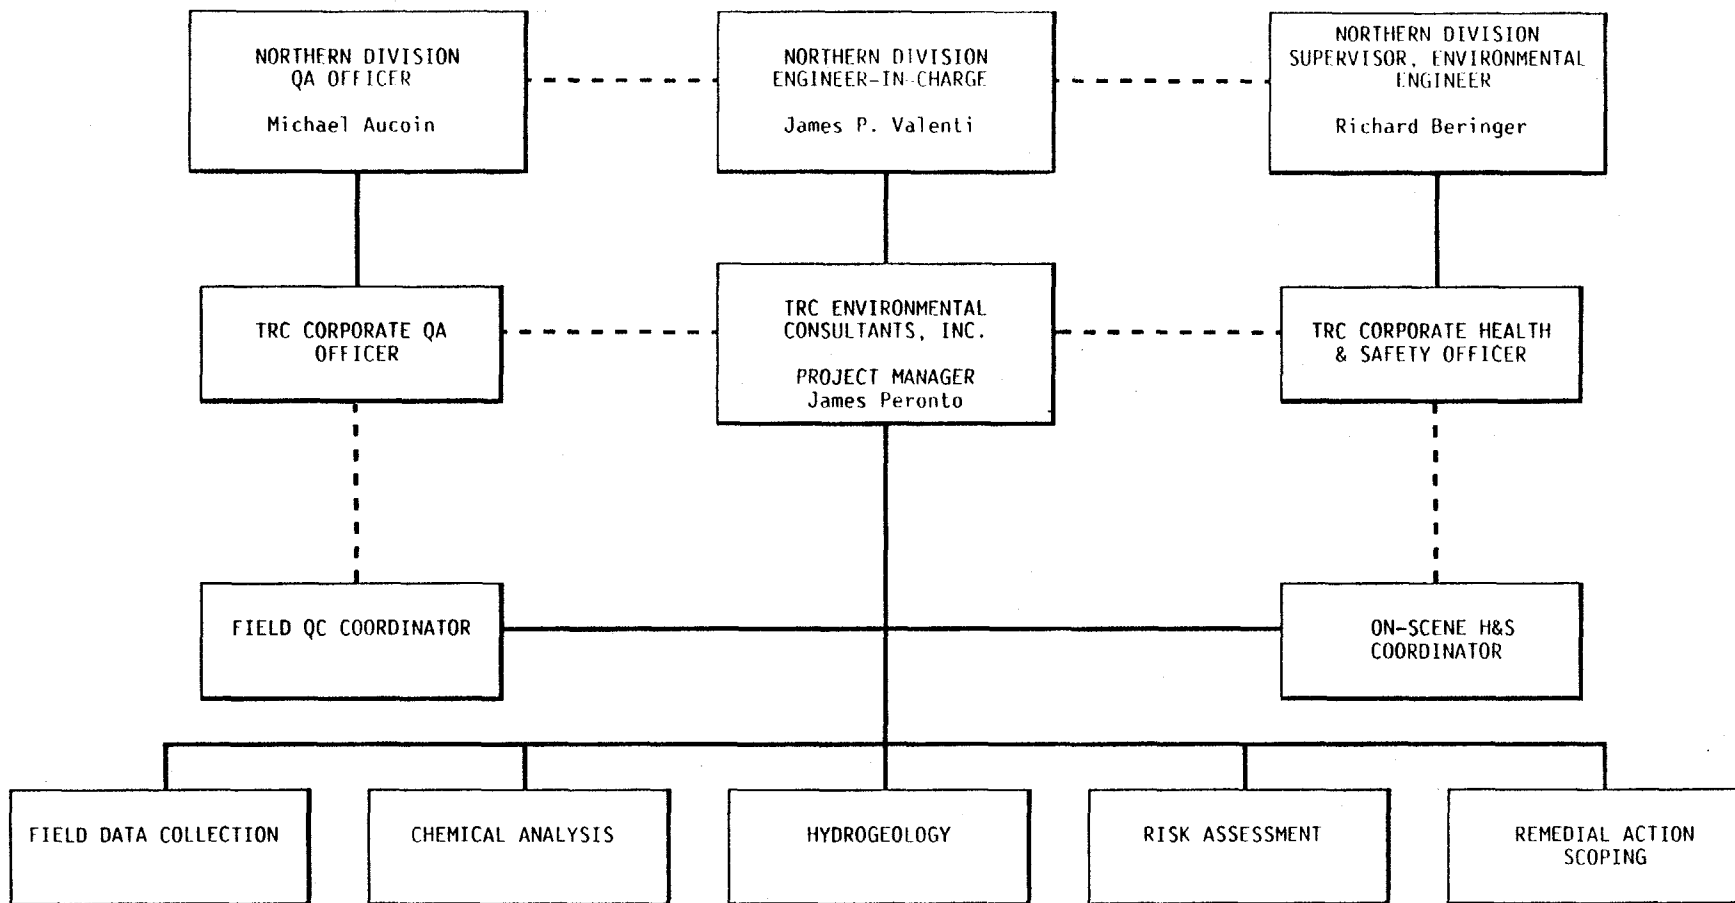 NORTHERN DIVISION
QA OFFICER
Michael Aucoin
NORTHERN DIVISION
ENGINEER-IN-CHARGE
James P. Valenti
NORTHERN DIVISION
SUPERVISOR, ENVIRONMENTAL
ENGINEER
Richard Beringer
TRC CORPORATE QA
OFFICER
TRC ENVIRONMENTAL
CONSULTANTS, INC.
PROJECT MANAGER
James Peronto
TRC CORPORATE HEALTH
& SAFETY OFFICER
FIELD QC COORDINATOR
ON-SCENE H&S
COORDINATOR
FIELD DATA COLLECTION
CHEMICAL ANALYSIS
HYDROGEOLOGY
RISK ASSESSMENT
REMEDIAL ACTION
SCOPING